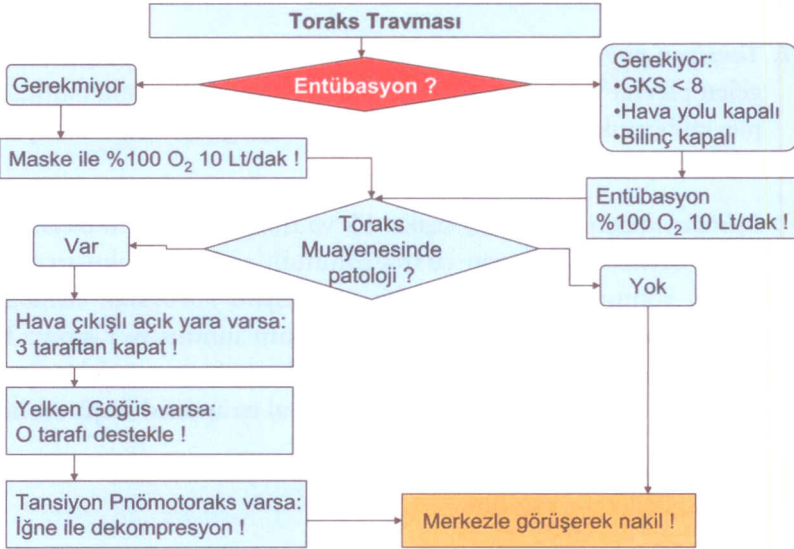 Toraks Travması
Entübasyon ?
Gerekmiyor
Gerekiyor:
•GKS < 8
•Hava yolu kapalı
•Bilinç kapalı
Maske ile %100 O₂ 10 Lt/dak !
Entübasyon
%100 O₂ 10 Lt/dak !
Toraks
Muayenesinde
patoloji ?
Var
Yok
Hava çıkışlı açık yara varsa:
3 taraftan kapat !
Yelken Göğüs varsa:
O tarafı destekle !
Tansiyon Pnömotoraks varsa:
İğne ile dekompresyon !
Merkezle görüşerek nakil !